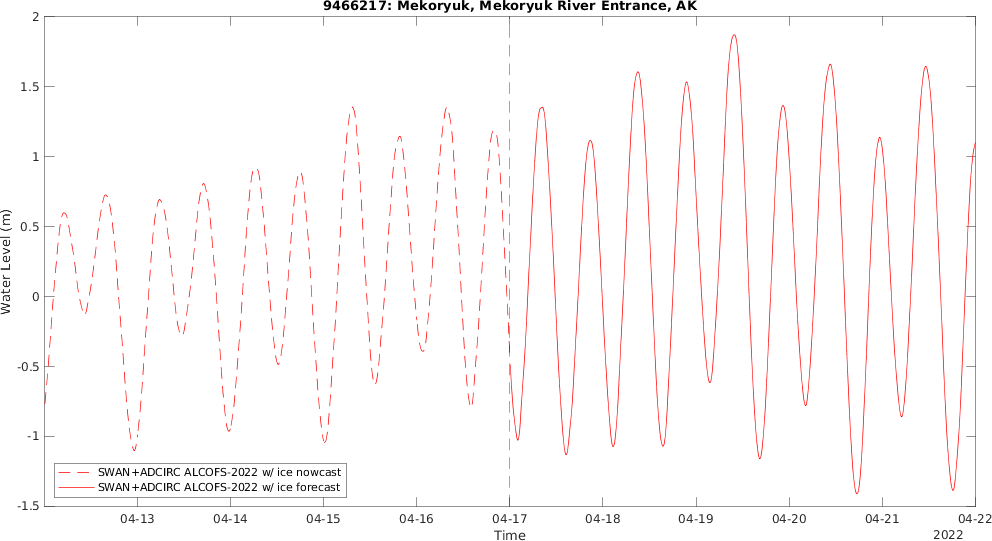 9466217: Mekoryuk, Mekoryuk River Entrance, AK
2
1.5
1
0.5
0
-0.5
-1
-1.5
Water Level (m)
SWAN+ADCIRC ALCOFS-2022 w/ ice nowcast
SWAN+ADCIRC ALCOFS-2022 w/ ice forecast
04-13 04-14 04-15 04-16 04-17 04-18 04-19 04-20 04-21 04-22
Time
2022